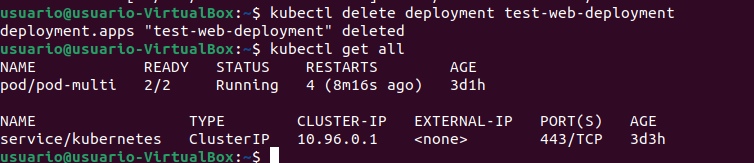 usuario@usuario-VirtualBox:~$ kubectl delete deployment test-web-deployment
deployment.apps "test-web-deployment" deleted
usuario@usuario-VirtualBox:~$ kubectl get all
NAME READY STATUS RESTARTS AGE
pod/pod-multi 2/2 Running 4 (8m16s ago) 3d1h
NAME TYPE CLUSTER-IP EXTERNAL-IP PORT(S) AGE
service/kubernetes ClusterIP 10.96.0.1 <none> 443/TCP 3d3h
usuario@usuario-VirtualBox:~$